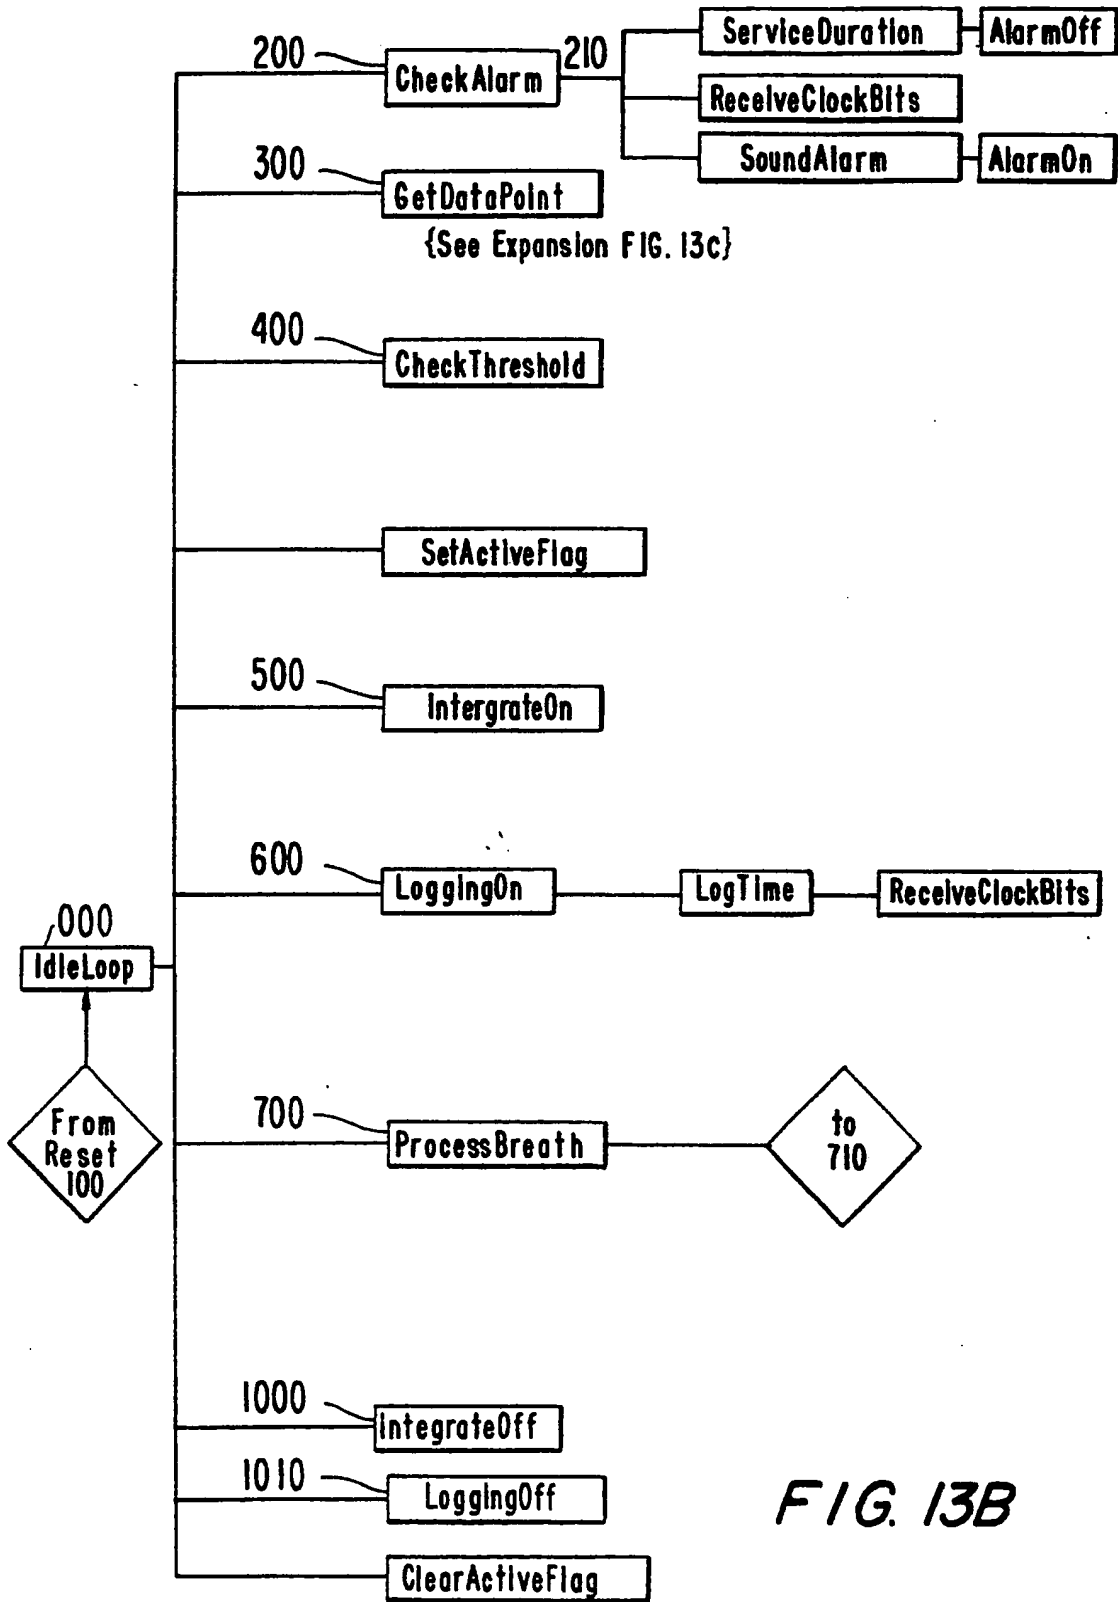 200
CheckAlarm
210
ServiceDuration
AlarmOff
ReceiveClockBits
SoundAlarm
AlarmOn
300
GetDataPoint
{See Expansion FIG. 13c}
400
CheckThreshold
SetActiveFlag
500
IntergrateOn
600
LoggingOn
LogTime
ReceiveClockBits
000
IdleLoop
From
Reset
100
700
ProcessBreath
to
710
1000
IntegrateOff
1010
LoggingOff
ClearActiveFlag
FIG. 13B